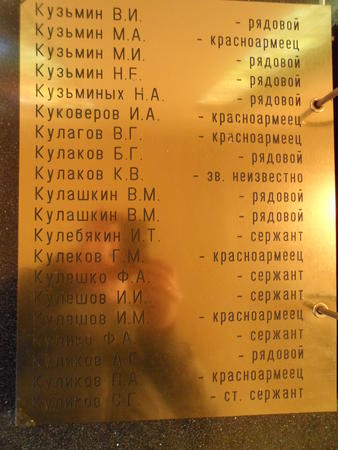 Кузьмин В.И. - рядовой
Кузьмин М.А. - красноармеец
Кузьмин М.И. - рядовой
Кузьмин Н.Е. - рядовой
Кузьминых Н.А. - рядовой
Куковеров И.А. - красноармеец
Кулагов В.Г. - красноармеец
Кулаков Б.Г. - рядовой
Кулаков К.В. - зв. неизвестно
Кулашкин В.М. - рядовой
Кулашкин В.М. - рядовой
Кулебякин И.Т. - сержант
Кулеков Г.М. - красноармеец
Кулешко Ф.А. - сержант
Кулешов И.И. - сержант
Кулешов И.М. - красноармеец
Ф.А. - сержант
Куликов А.Г. - рядовой
Куликов П.А. - красноармеец
Куликов С.Г. - ст. сержант